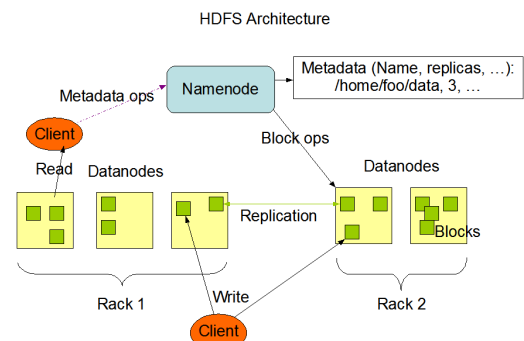 HDFS Architecture
Metadata (Name, replicas, …):
/home/foo/data, 3, …
Namenode
Metadata ops
Client
Block ops
Read
Datanodes
Datanodes
Replication
Blocks
Rack 1
Write
Rack 2
Client